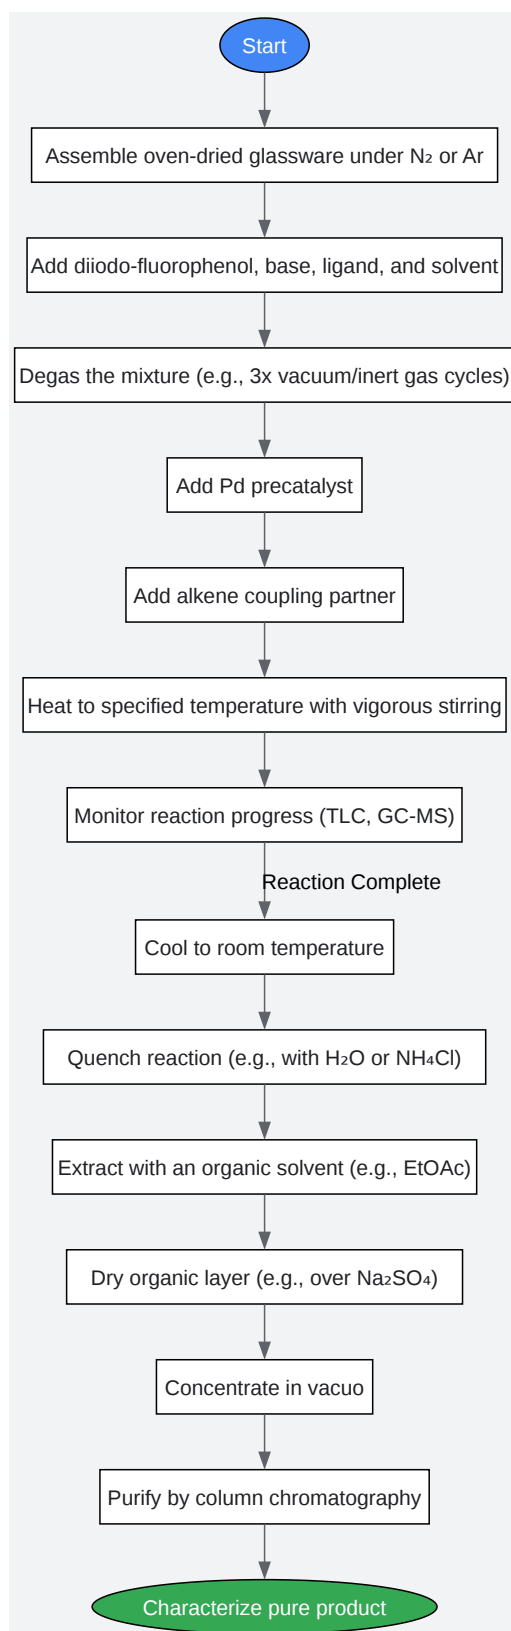 Start
Assemble oven-dried glassware under N₂ or Ar
Add diiodo-fluorophenol, base, ligand, and solvent
Degas the mixture (e.g., 3x vacuum/inert gas cycles)
Add Pd precatalyst
Add alkene coupling partner
Heat to specified temperature with vigorous stirring
Monitor reaction progress (TLC, GC-MS)
Reaction Complete
Cool to room temperature
Quench reaction (e.g., with H₂O or NH₄Cl)
Extract with an organic solvent (e.g., EtOAc)
Dry organic layer (e.g., over Na₂SO₄)
Concentrate in vacuo
Purify by column chromatography
Characterize pure product